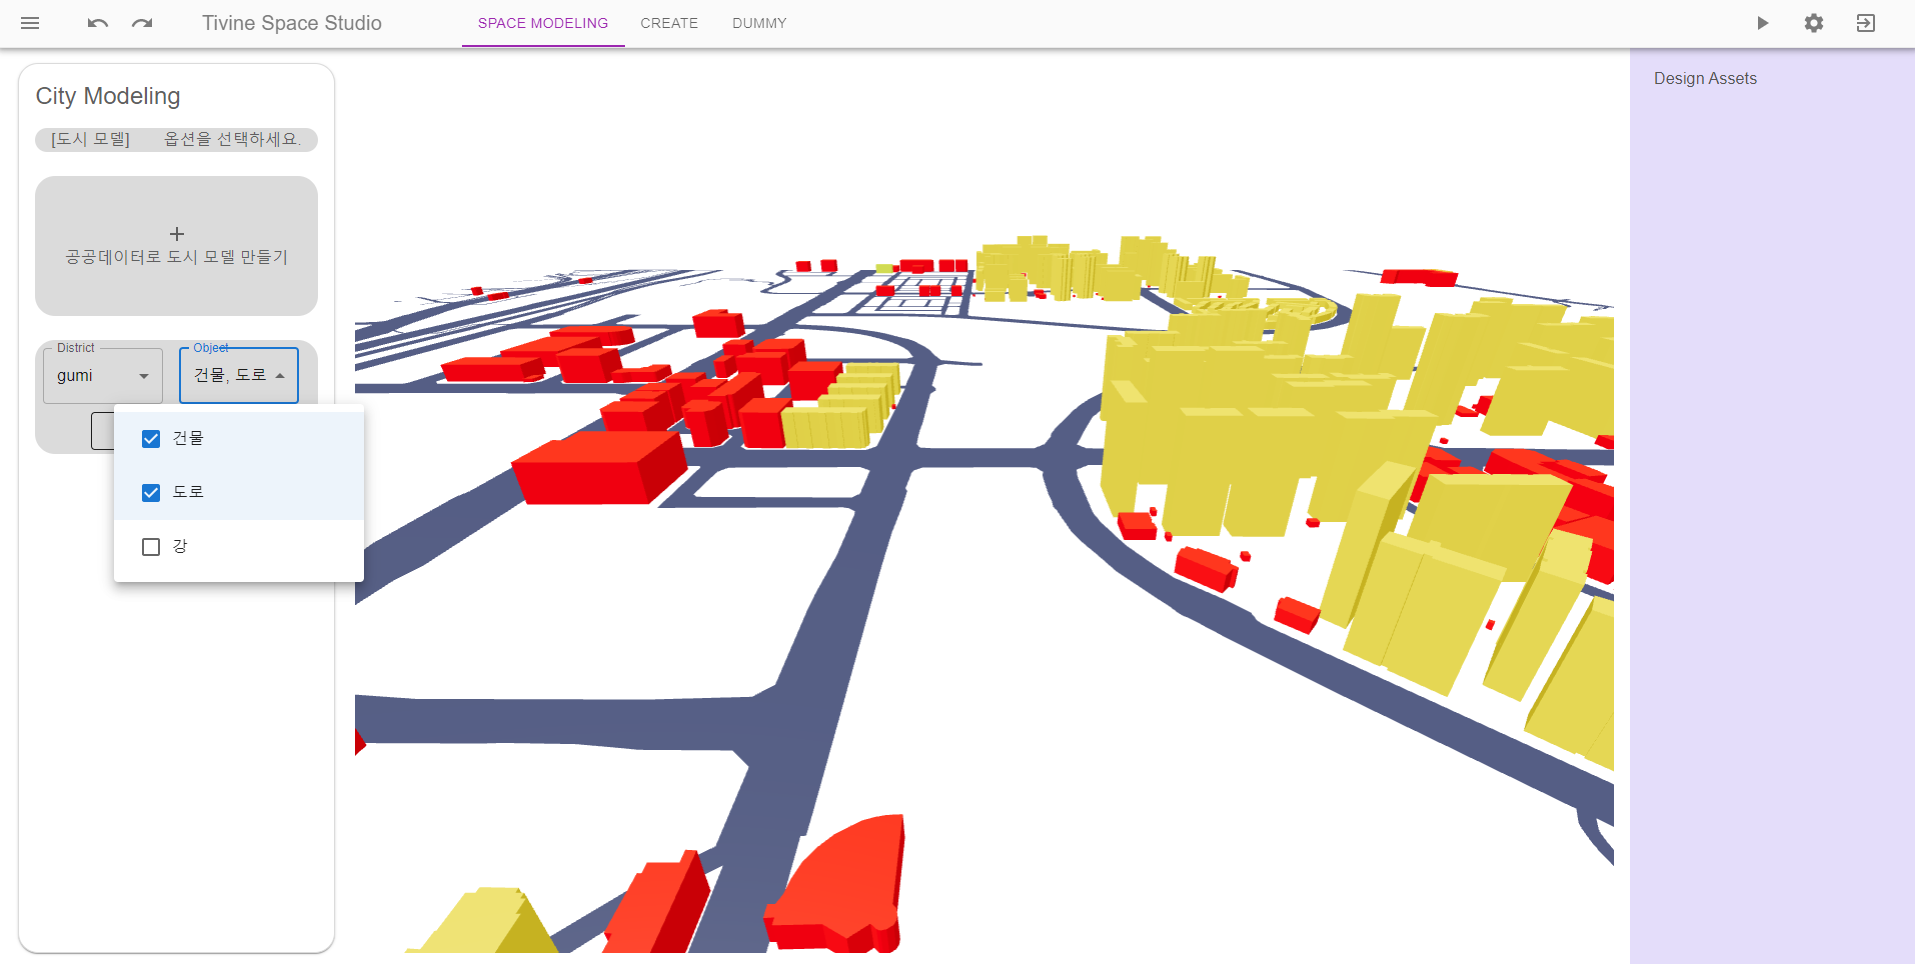 Tivine Space Studio
SPACE MODELING
CREATE
DUMMY
City Modeling
[도시 모델] 옵션을 선택하세요.
공공데이터로 도시 모델 만들기
District
gumi
Object
건물, 도로
건물
도로
강
Design Assets